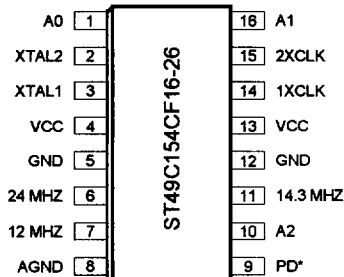 A0 1 16 A1
XTAL2 2 15 2XCLK
XTAL1 3 14 1XCLK
VCC 4 13 VCC
GND 5 12 GND
24 MHZ 6 11 14.3 MHZ
12 MHZ 7 10 A2
AGND 8 9 PD*
ST49C154CF16-26